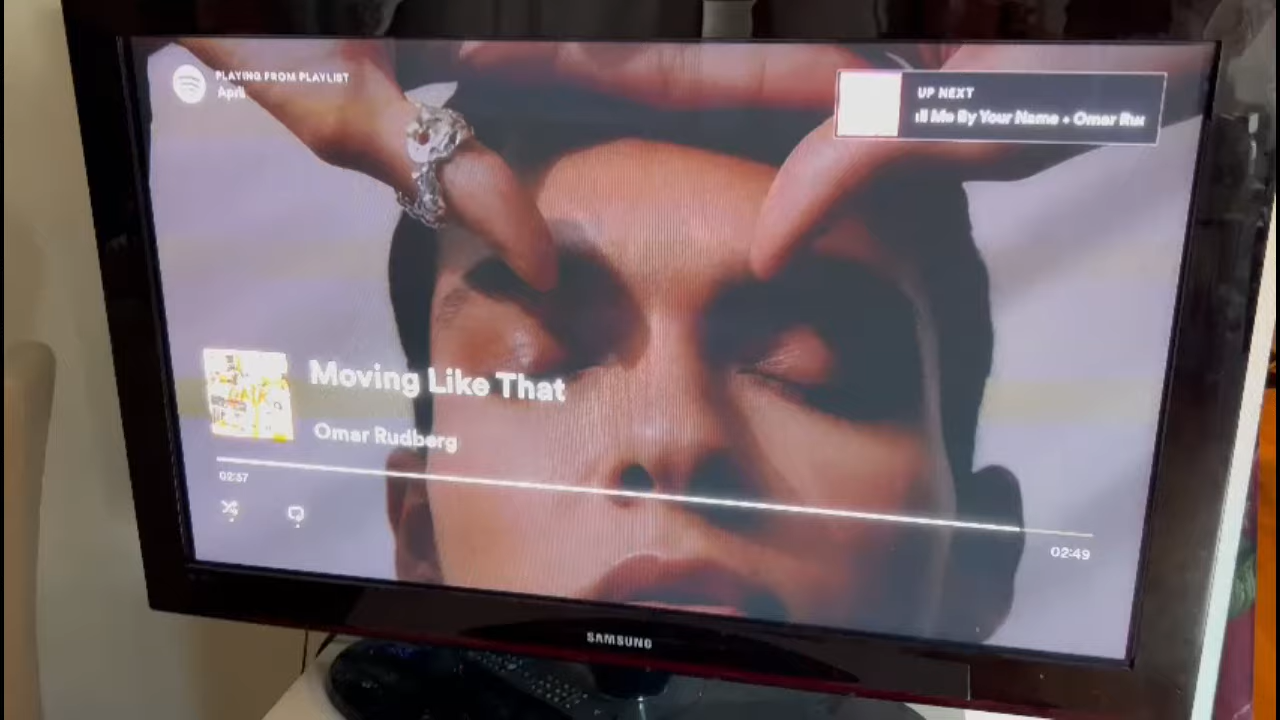 PLAYING FROM PLAYLIST
April
UP NEXT
ll Me By Your Name • Omar Ru
Moving Like That
Omar Rudberg
02:37
02:49
SAMSUNG